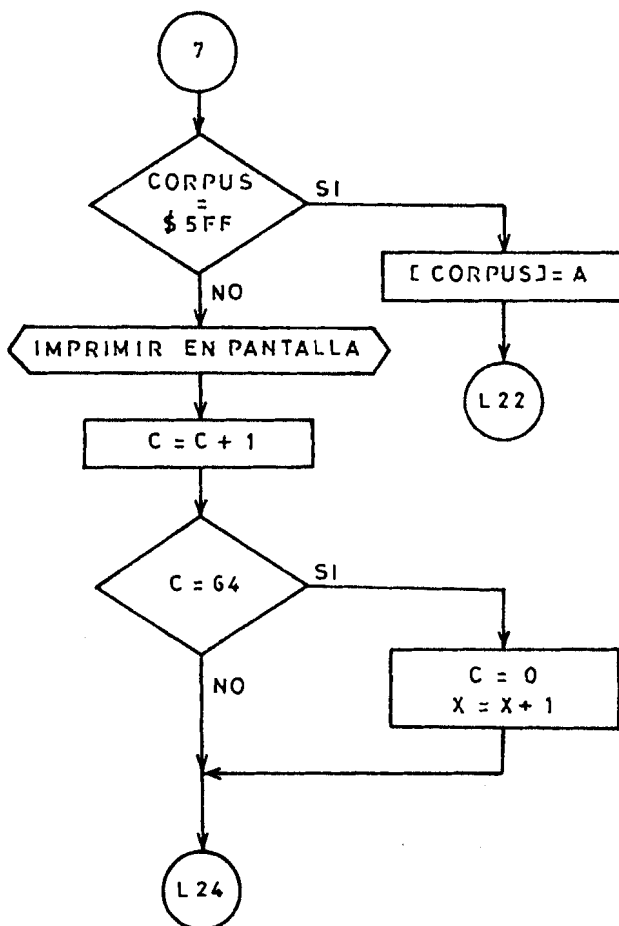 7
CORPUS
=
$5FF
SI
[CORPUS]= A
NO
IMPRIMIR EN PANTALLA
L22
C = C + 1
C = 64
SI
C = 0
X = X + 1
NO
L24